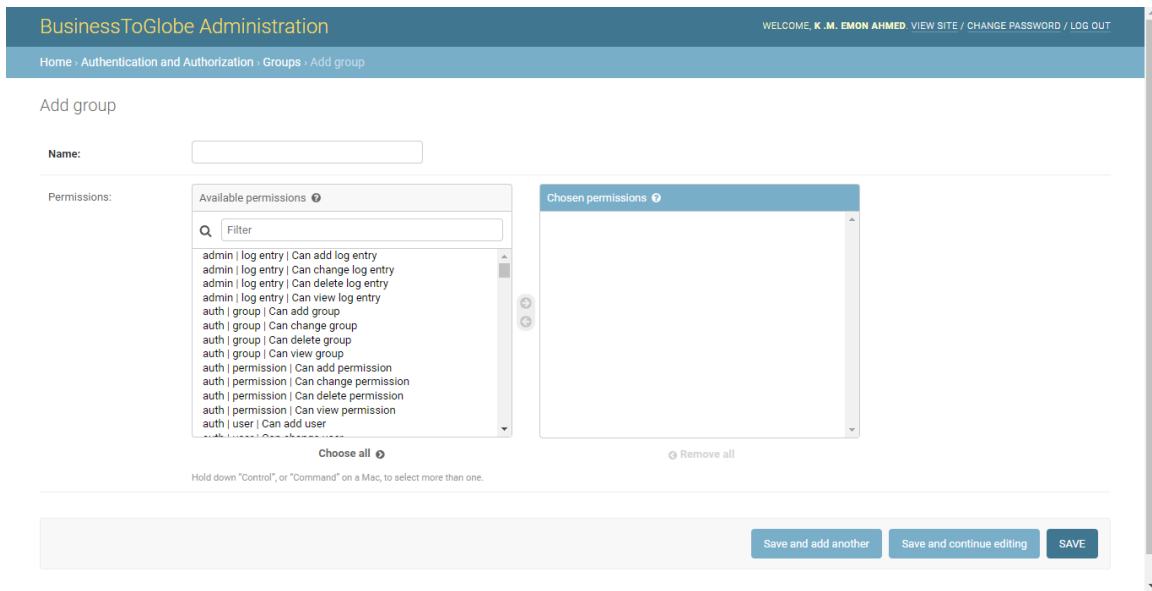 BusinessToGlobe Administration
WELCOME, K .M. EMON AHMED. VIEW SITE / CHANGE PASSWORD / LOG OUT
Home › Authentication and Authorization › Groups › Add group
Add group
Name:
Permissions:
Available permissions
Filter
admin | log entry | Can add log entry
admin | log entry | Can change log entry
admin | log entry | Can delete log entry
admin | log entry | Can view log entry
auth | group | Can add group
auth | group | Can change group
auth | group | Can delete group
auth | group | Can view group
auth | permission | Can add permission
auth | permission | Can change permission
auth | permission | Can delete permission
auth | permission | Can view permission
auth | user | Can add user
auth | user | Can change user
Choose all
Chosen permissions
Remove all
Hold down "Control", or "Command" on a Mac, to select more than one.
Save and add another
Save and continue editing
SAVE